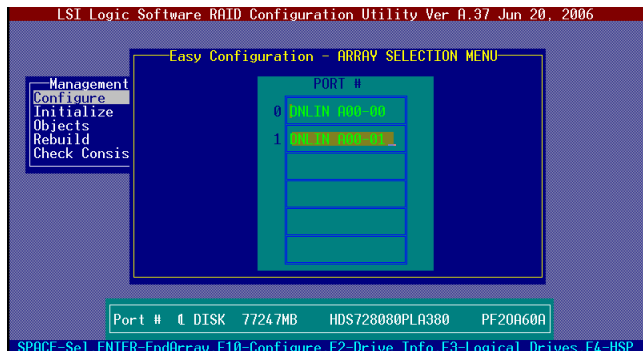 LSI Logic Software RAID Configuration Utility Ver A.37 Jun 20, 2006
Easy Configuration - ARRAY SELECTION MENU
Management
Configure
Initialize
Objects
Rebuild
Check Consis
PORT #
0 ONLIN A00-00
1 ONLIN A00-01
Port # DISK 77247MB HDS728080PLA380 PF2OA60A
SPACE-Sel ENTER-EndArray F10-Configure F2-Drive Info F3-Logical Drives F4-HSP